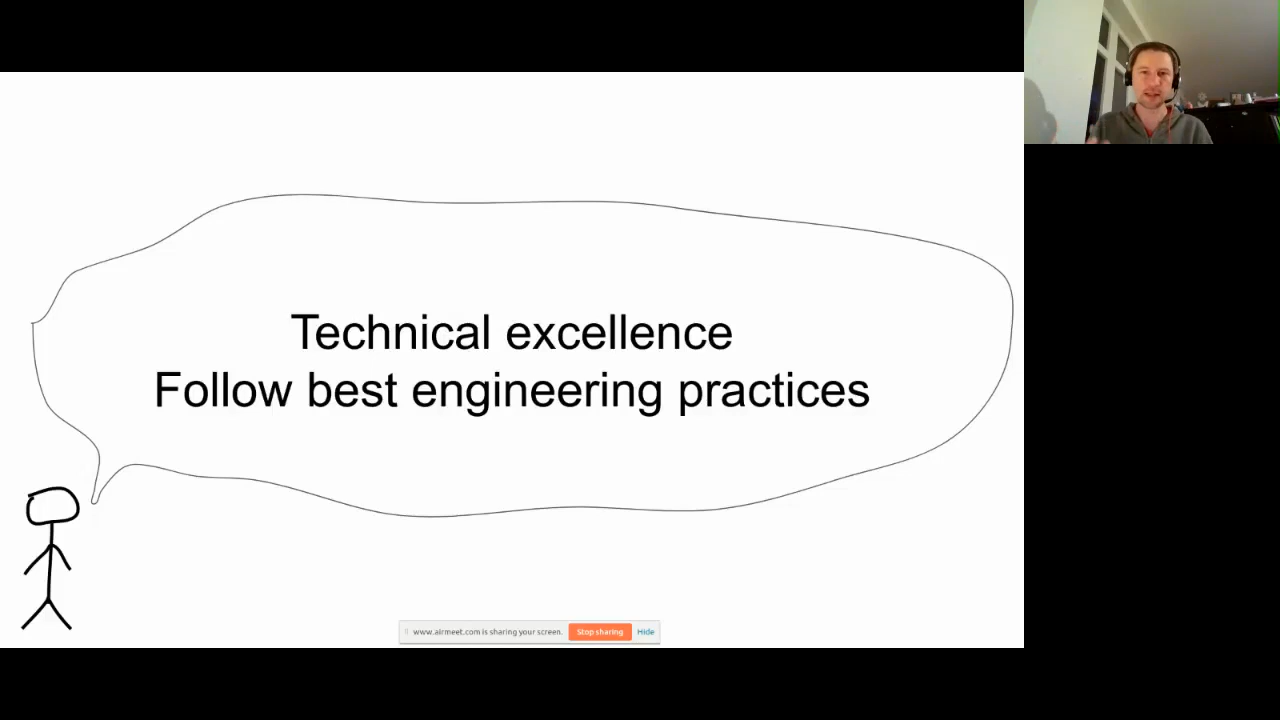 Technical excellence
Follow best engineering practices
www.airmeet.com is sharing your screen. Stop sharing Hide